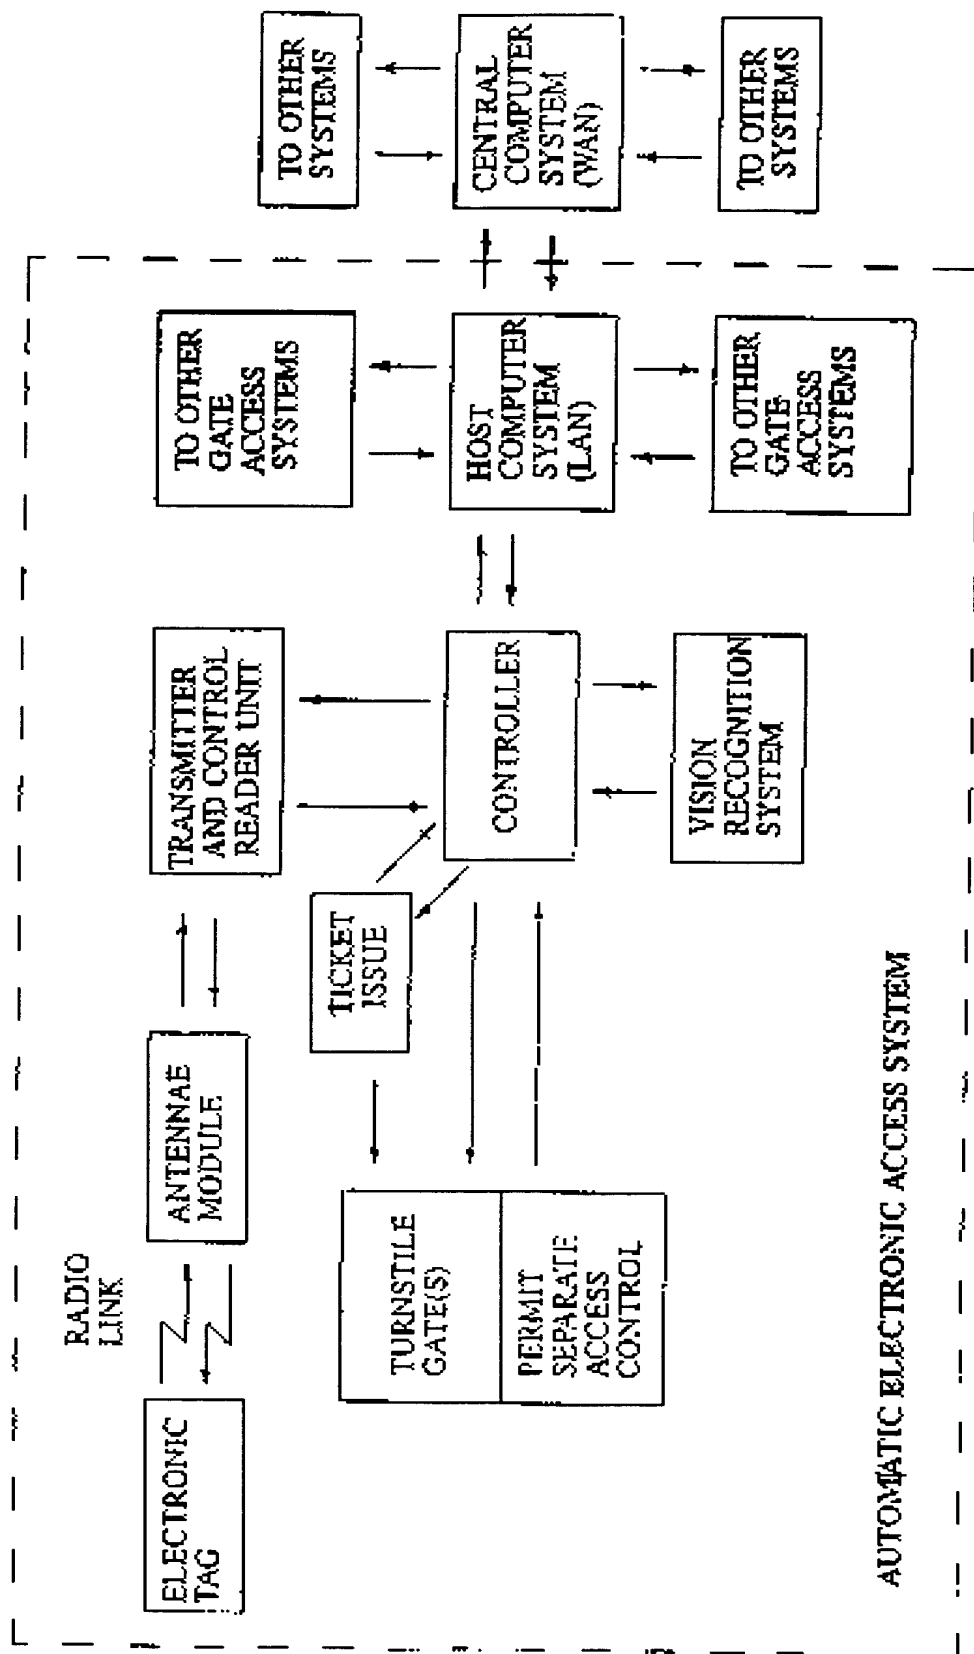 RADIO
LINK
ELECTRONIC
TAG
ANTENNAE
MODULE
TRANSMITTER
AND CONTROL
READER UNIT
TO OTHER
GATE
ACCESS
SYSTEMS
TO OTHER
SYSTEMS
TICKET
ISSUE
TURNSTILE
GATE(S)
PERMIT
SEPARATE
ACCESS
CONTROL
CONTROLLER
HOST
COMPUTER
SYSTEM
(LAN)
CENTRAL
COMPUTER
SYSTEM
(WAN)
VISION
RECOGNITION
SYSTEM
TO OTHER
GATE
ACCESS
SYSTEMS
TO OTHER
SYSTEMS
AUTOMATIC ELECTRONIC ACCESS SYSTEM